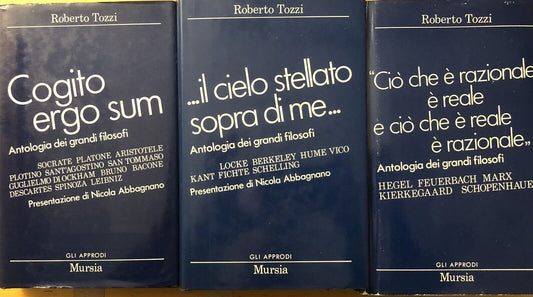 Roberto Tozzi
Cogito
ergo sum
Antologia dei grandi filosofi
SOCRATE PLATONE ARISTOTELE
PLOTINO SANT'AGOSTINO SAN TOMMASO
GUGLIELMO DI OCKHAM BRUNO BACONE
DESCARTES SPINOZA LEIBNIZ
Presentazione di Nicola Abbagnano
GLI APPRODI
Mursia
Roberto Tozzi
...il cielo stellato
sopra di me...
Antologia dei grandi filosofi
LOCKE BERKELEY HUME VICO
KANT FICHTE SCHELLING
Presentazione di Nicola Abbagnano
GLI APPRODI
Mursia
Roberto Tozzi
"Ciò che è razionale
è reale
e ciò che è reale
è razionale„
Antologia dei grandi filosofi
HEGEL FEUERBACH MARX
KIERKEGAARD SCHOPENHAUE
GLI APPRODI
Mursia